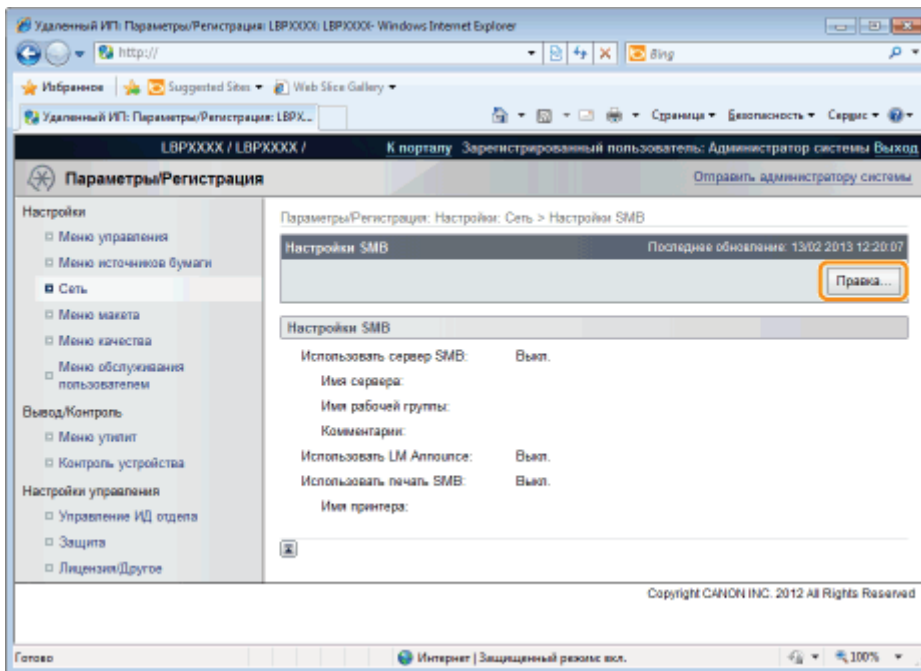 Удаленный ИП: Параметры/Регистрация: LBPXXXX: LBPXXXX- Windows Internet Explorer
http://
Bing
Избранное Suggested Sites Web Slice Gallery
Удаленный ИП: Параметры/Регистрация: LBPX... Страница Безопасность Сервис
LBPXXXX / LBPXXXX / К порталу Зарегистрированный пользователь: Администратор системы Выход
Параметры/Регистрация Отправить администратору системы
Настройки
Меню управления
Меню источников бумаги
Сеть
Меню макета
Меню качества
Меню обслуживания
пользователем
Вывод/Контроль
Меню утилит
Контроль устройства
Настройки управления
Управление ИД отдела
Защита
Лицензия/Другое
Параметры/Регистрация: Настройки: Сеть > Настройки SMB
Настройки SMB Последнее обновление: 13/02 2013 12:20:07
Правка...
Настройки SMB
Использовать сервер SMB: Выкл.
Имя сервера:
Имя рабочей группы:
Комментарии:
Использовать LM Announce: Выкл.
Использовать печать SMB: Выкл.
Имя принтера:
Copyright CANON INC. 2012 All Rights Reserved
Готово Интернет | Защищенный режим: вкл. 100%